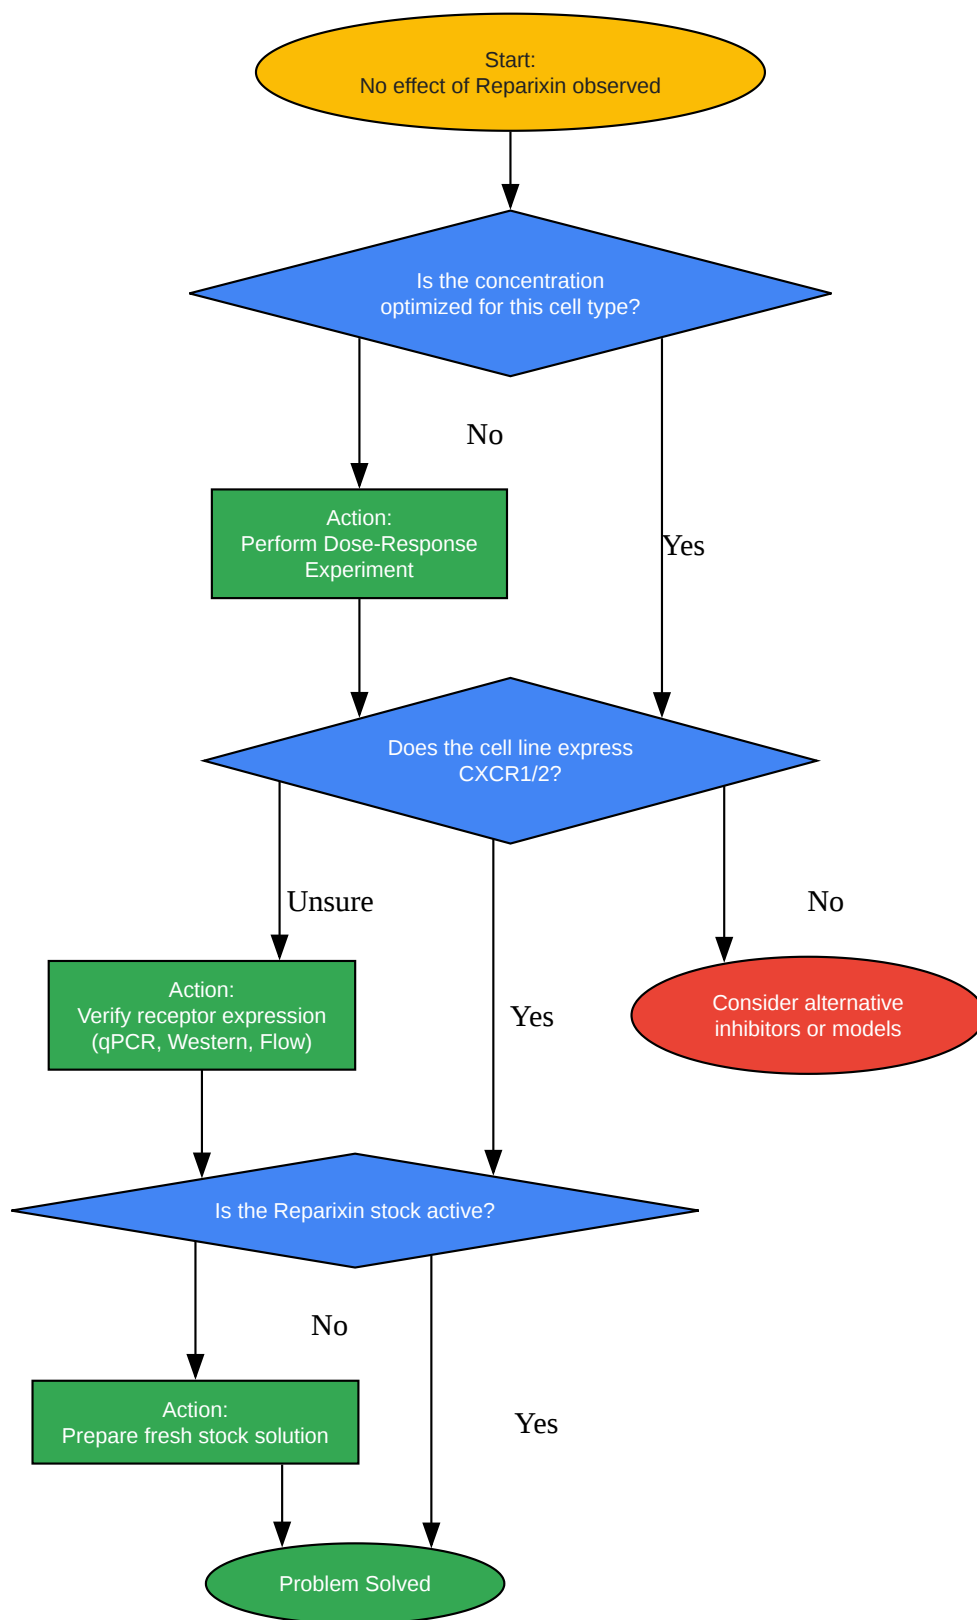 Start:
No effect of Reparixin observed
Is the concentration
optimized for this cell type?
No
Action:
Perform Dose-Response
Experiment
Yes
Does the cell line express
CXCR1/2?
Unsure
No
Action:
Verify receptor expression
(qPCR, Western, Flow)
Yes
Consider alternative
inhibitors or models
Is the Reparixin stock active?
No
Action:
Prepare fresh stock solution
Yes
Problem Solved